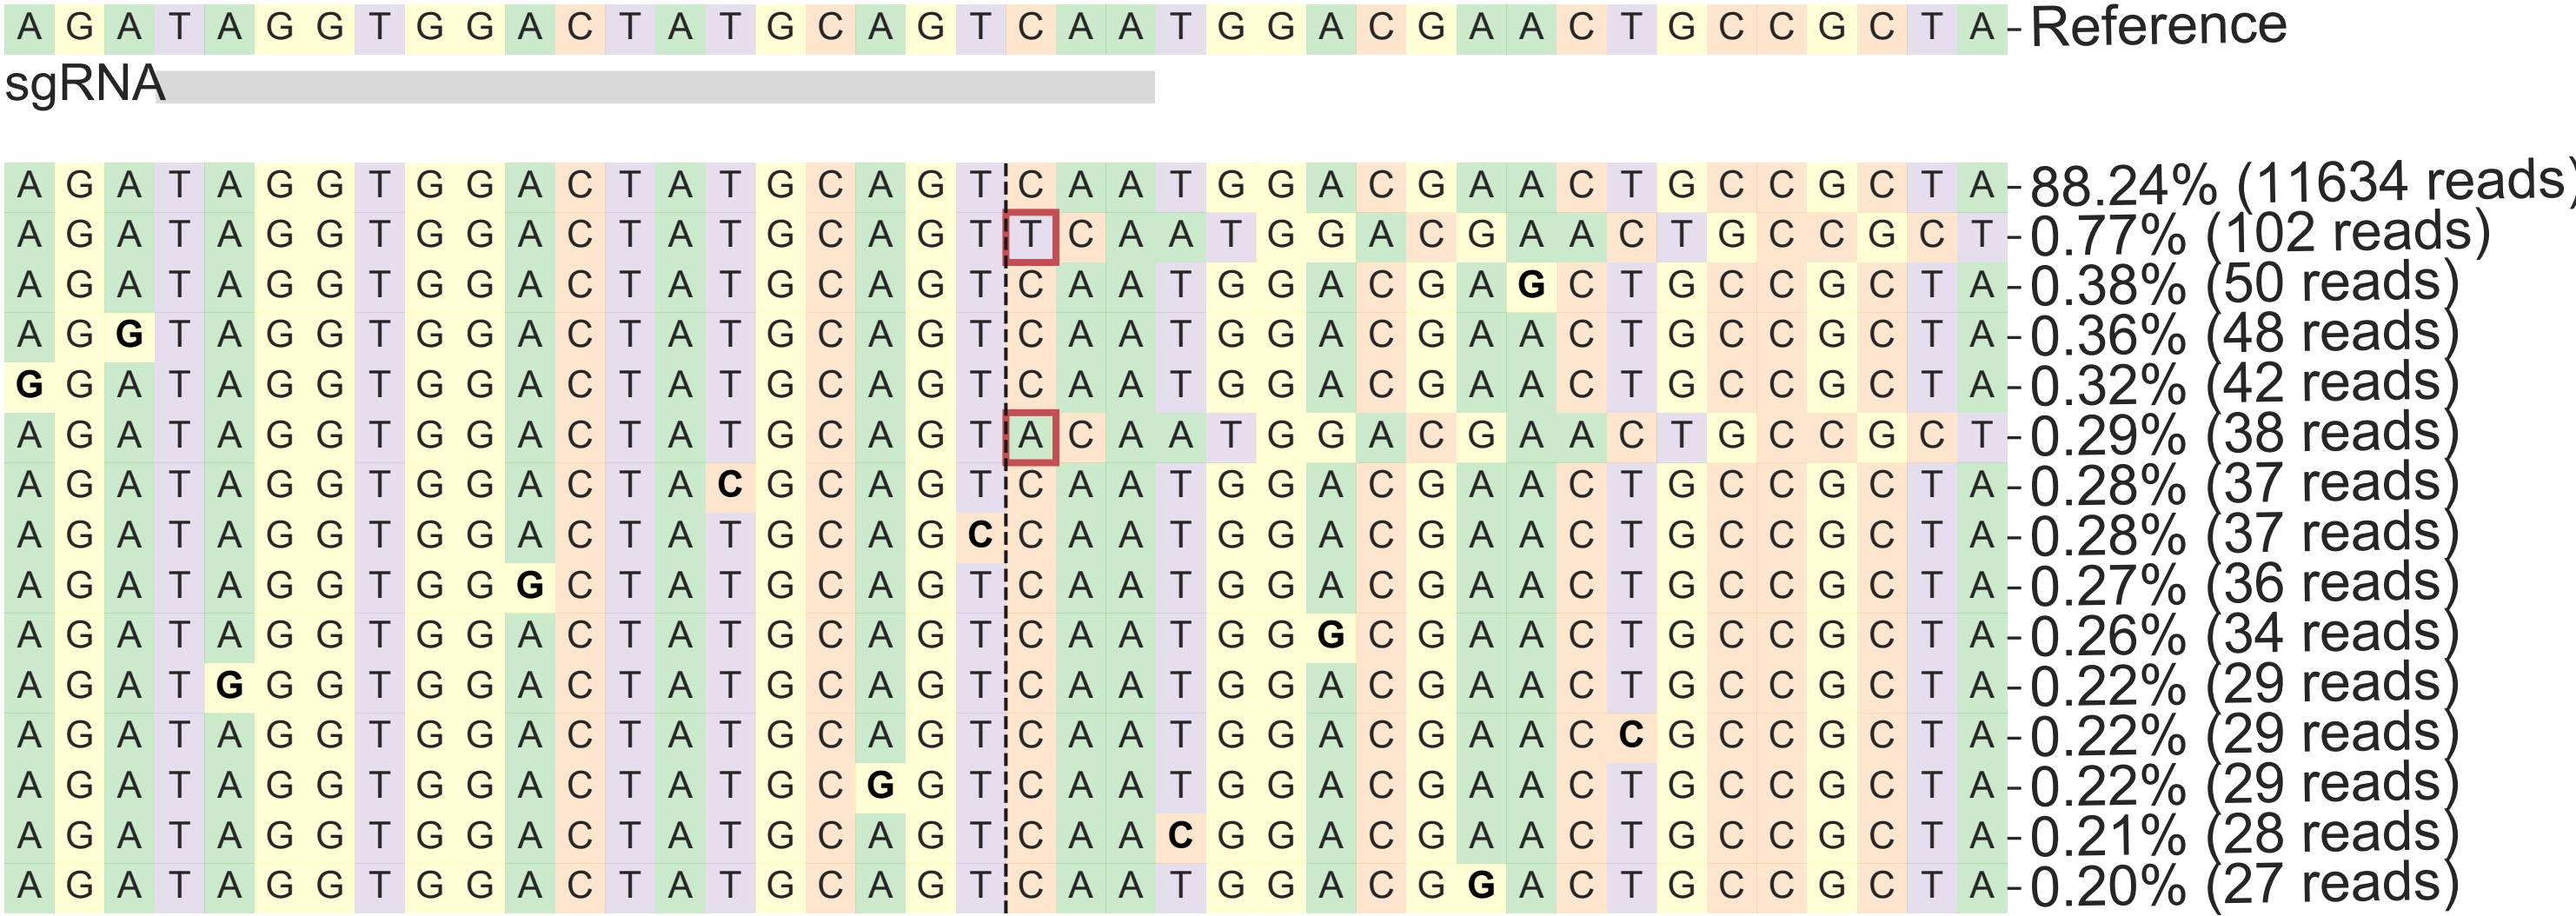 A G A T A G G T G G A C T A T G C A G T C A A T G G A C G A A C T G C C G C T A - Reference
sgRNA
A G A T A G G T G G A C T A T G C A G T C A A T G G A C G A A C T G C C G C T A - 88.24% (11634 reads)
A G A T A G G T G G A C T A T G C A G T T C A A T G G A C G A A C T G C C G C T - 0.77% (102 reads)
A G A T A G G T G G A C T A T G C A G T C A A T G G A C G A G C T G C C G C T A - 0.38% (50 reads)
A G G T A G G T G G A C T A T G C A G T C A A T G G A C G A A C T G C C G C T A - 0.36% (48 reads)
G G A T A G G T G G A C T A T G C A G T C A A T G G A C G A A C T G C C G C T A - 0.32% (42 reads)
A G A T A G G T G G A C T A T G C A G T A C A A T G G A C G A A C T G C C G C T - 0.29% (38 reads)
A G A T A G G T G G A C T A C G C A G T C A A T G G A C G A A C T G C C G C T A - 0.28% (37 reads)
A G A T A G G T G G A C T A T G C A G C C A A T G G A C G A A C T G C C G C T A - 0.28% (37 reads)
A G A T A G G T G G G C T A T G C A G T C A A T G G A C G A A C T G C C G C T A - 0.27% (36 reads)
A G A T A G G T G G A C T A T G C A G T C A A T G G G C G A A C T G C C G C T A - 0.26% (34 reads)
A G A T G G G T G G A C T A T G C A G T C A A T G G A C G A A C T G C C G C T A - 0.22% (29 reads)
A G A T A G G T G G A C T A T G C A G T C A A T G G A C G A A C C G C C G C T A - 0.22% (29 reads)
A G A T A G G T G G A C T A T G C G G T C A A T G G A C G A A C T G C C G C T A - 0.22% (29 reads)
A G A T A G G T G G A C T A T G C A G T C A A C G G A C G A A C T G C C G C T A - 0.21% (28 reads)
A G A T A G G T G G A C T A T G C A G T C A A T G G A C G G A C T G C C G C T A - 0.20% (27 reads)